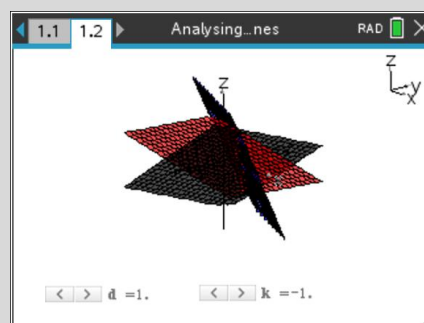 1.1 1.2 Analysing...nes RAD
z
y
x
z
d =1. k =-1.